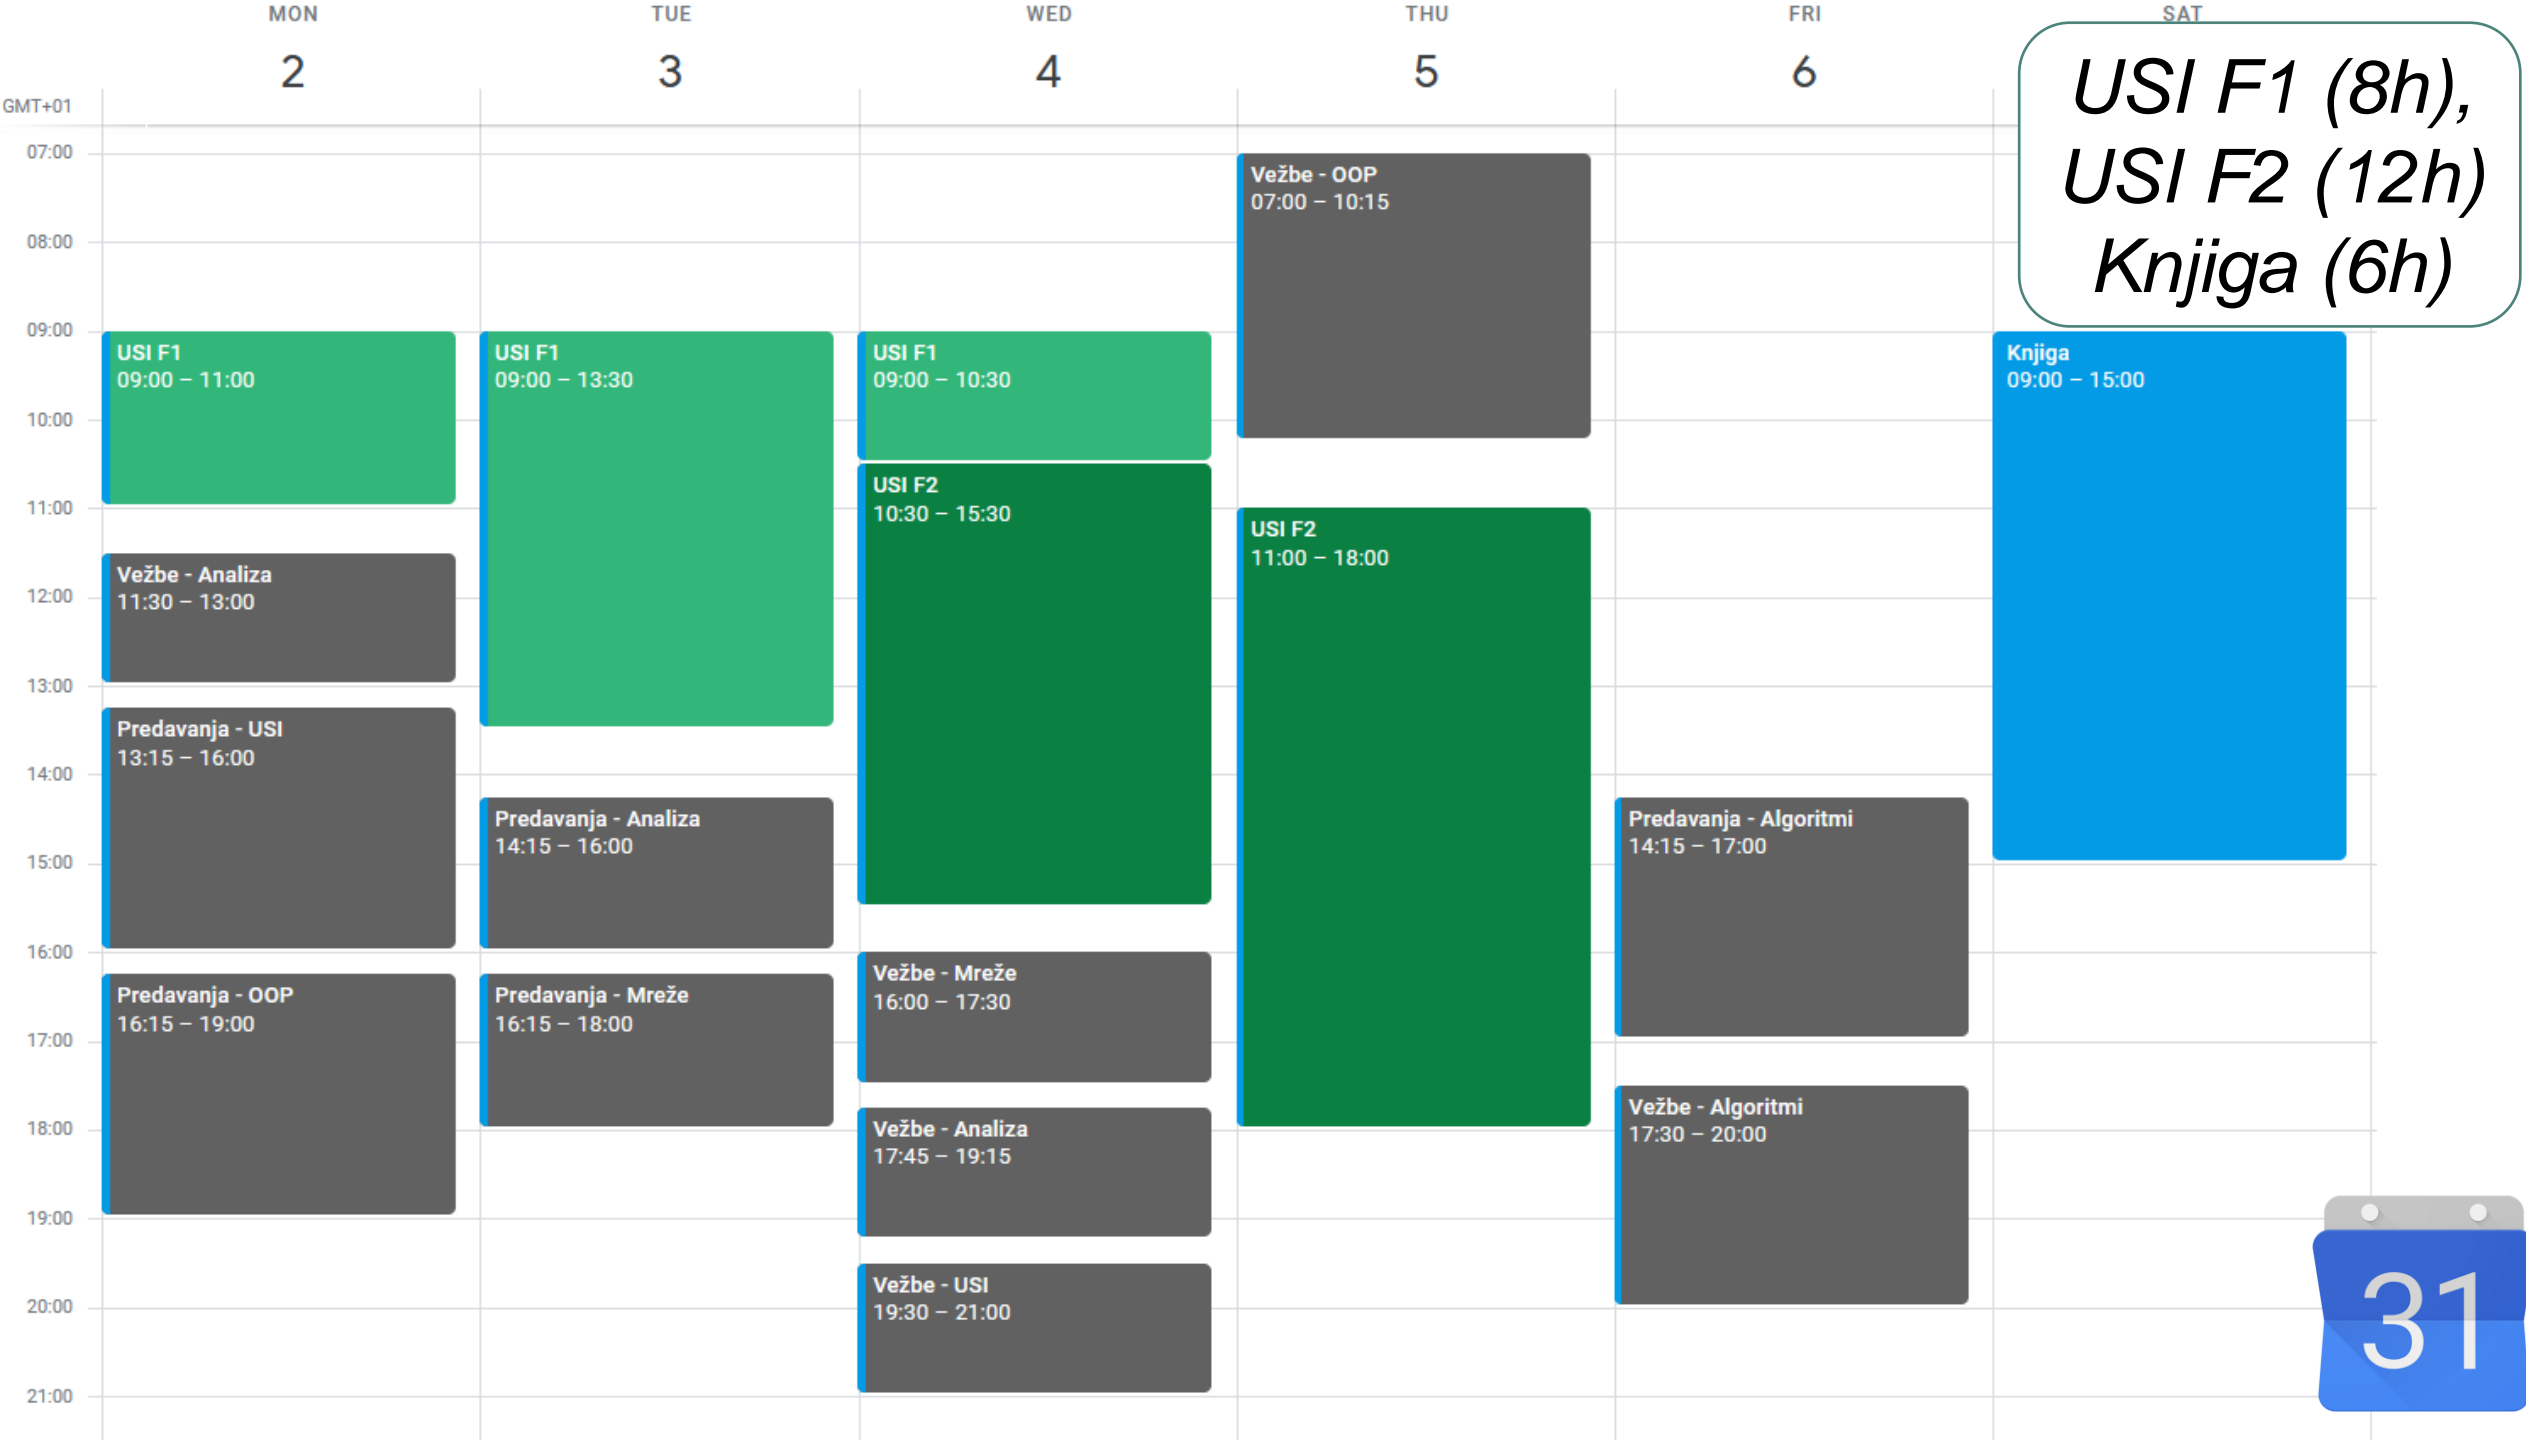 MON
TUE
WED
THU
FRI
SAT
2
3
4
5
6
USI F1 (8h),
USI F2 (12h)
Knjiga (6h)
GMT+01
07:00
08:00
09:00
10:00
11:00
12:00
13:00
14:00
15:00
16:00
17:00
18:00
19:00
20:00
21:00
USI F1
09:00 – 11:00
Vežbe - Analiza
11:30 – 13:00
Predavanja - USI
13:15 – 16:00
Predavanja - OOP
16:15 – 19:00
USI F1
09:00 – 13:30
Predavanja - Analiza
14:15 – 16:00
Predavanja - Mreže
16:15 – 18:00
USI F1
09:00 – 10:30
USI F2
10:30 – 15:30
Vežbe - Mreže
16:00 – 17:30
Vežbe - Analiza
17:45 – 19:15
Vežbe - USI
19:30 – 21:00
Vežbe - OOP
07:00 – 10:15
USI F2
11:00 – 18:00
Predavanja - Algoritmi
14:15 – 17:00
Vežbe - Algoritmi
17:30 – 20:00
Knjiga
09:00 – 15:00
31